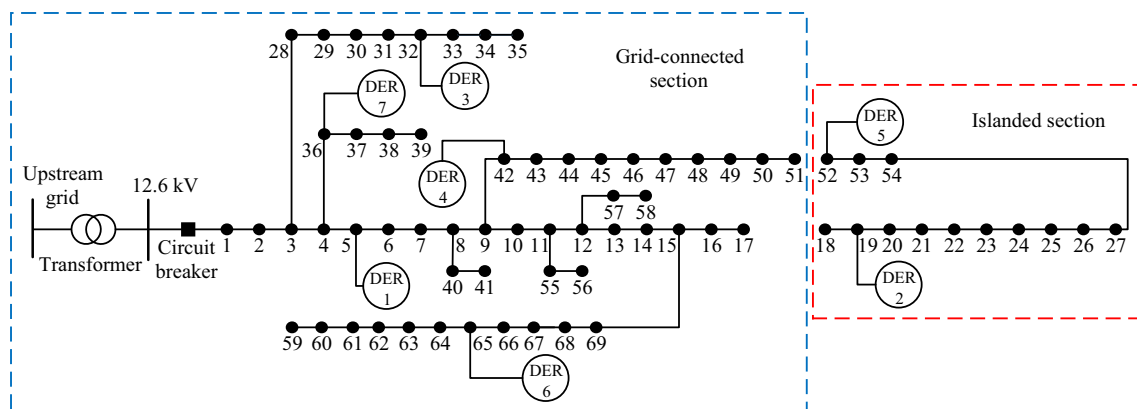 28 29 30 31 32 33 34 35
Grid-connected
section
DER
7
DER
3
DER
5
Islanded section
36 37 38 39
DER
4
42 43 44 45 46 47 48 49 50 51
52 53 54
Upstream
grid
12.6 kV
57 58
Transformer
Circuit
breaker
1 2 3 4 5 6 7 8 9 10 11 12 13 14 15 16 17
18 19 20 21 22 23 24 25 26 27
DER
1
40 41
55 56
DER
2
59 60 61 62 63 64 65 66 67 68 69
DER
6